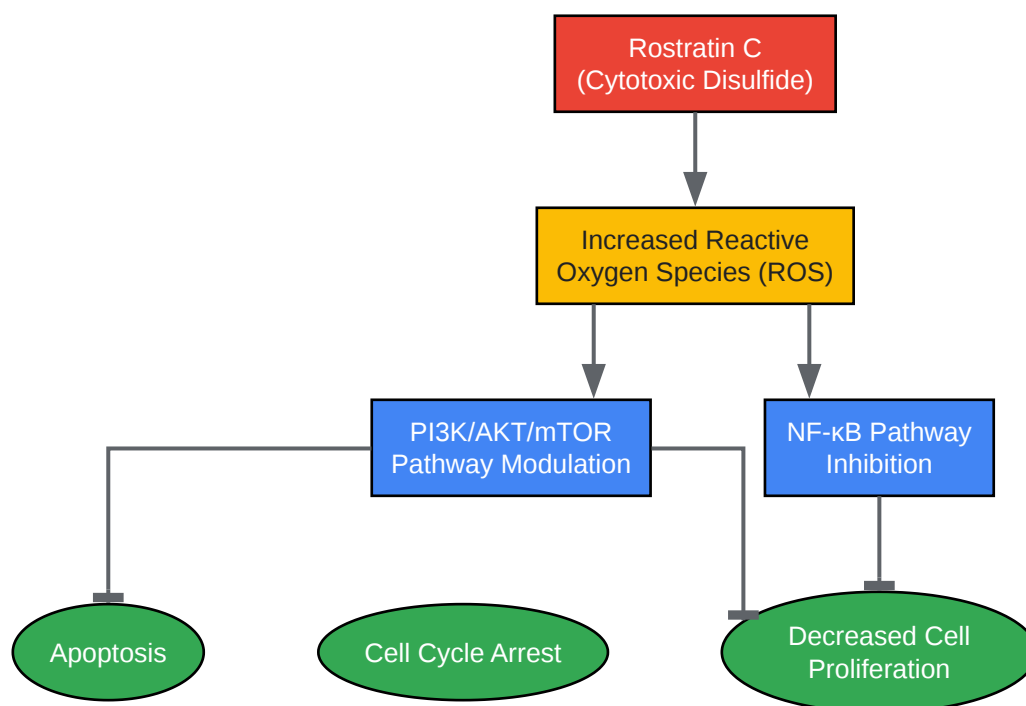 Rostratin C
(Cytotoxic Disulfide)
Increased Reactive
Oxygen Species (ROS)
PI3K/AKT/mTOR
Pathway Modulation
NF-κB Pathway
Inhibition
Apoptosis
Cell Cycle Arrest
Decreased Cell
Proliferation